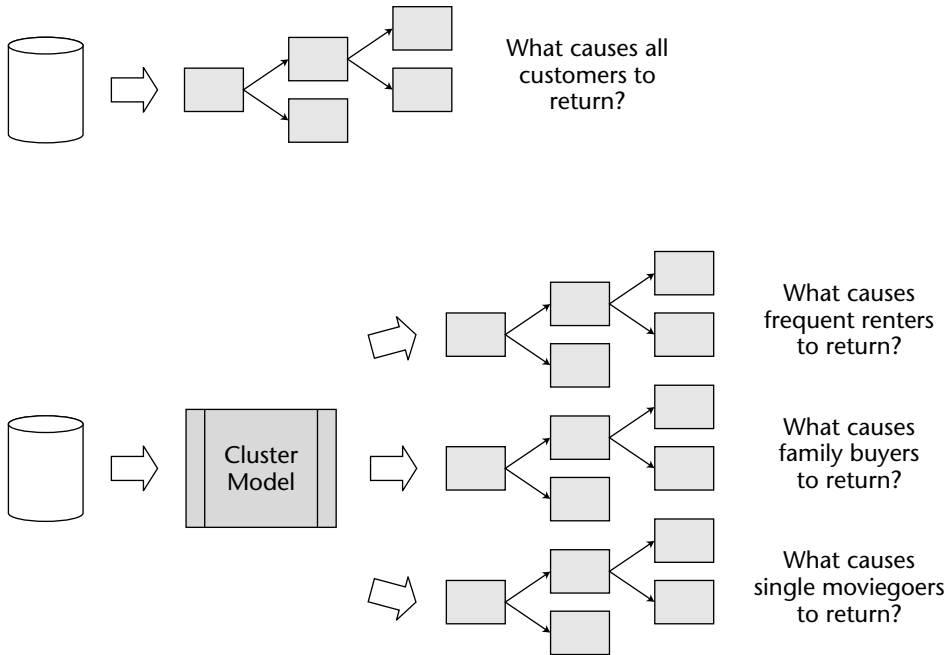 What causes all
customers to
return?
What causes
frequent renters
to return?
Cluster
Model
What causes
family buyers
to return?
What causes
single moviegoers
to return?